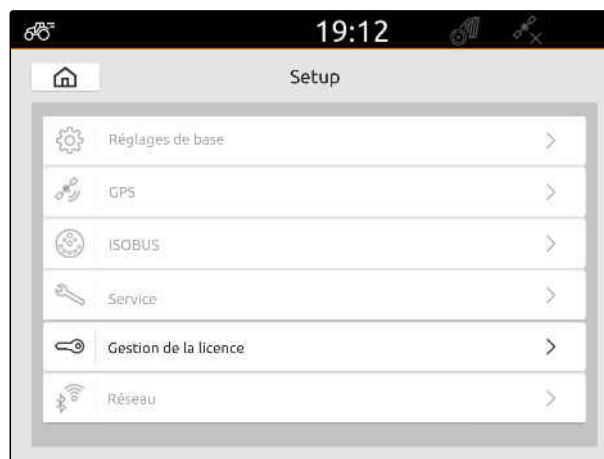 19:12
Setup
Réglages de base
GPS
ISOBUS
Service
Gestion de la licence
Réseau